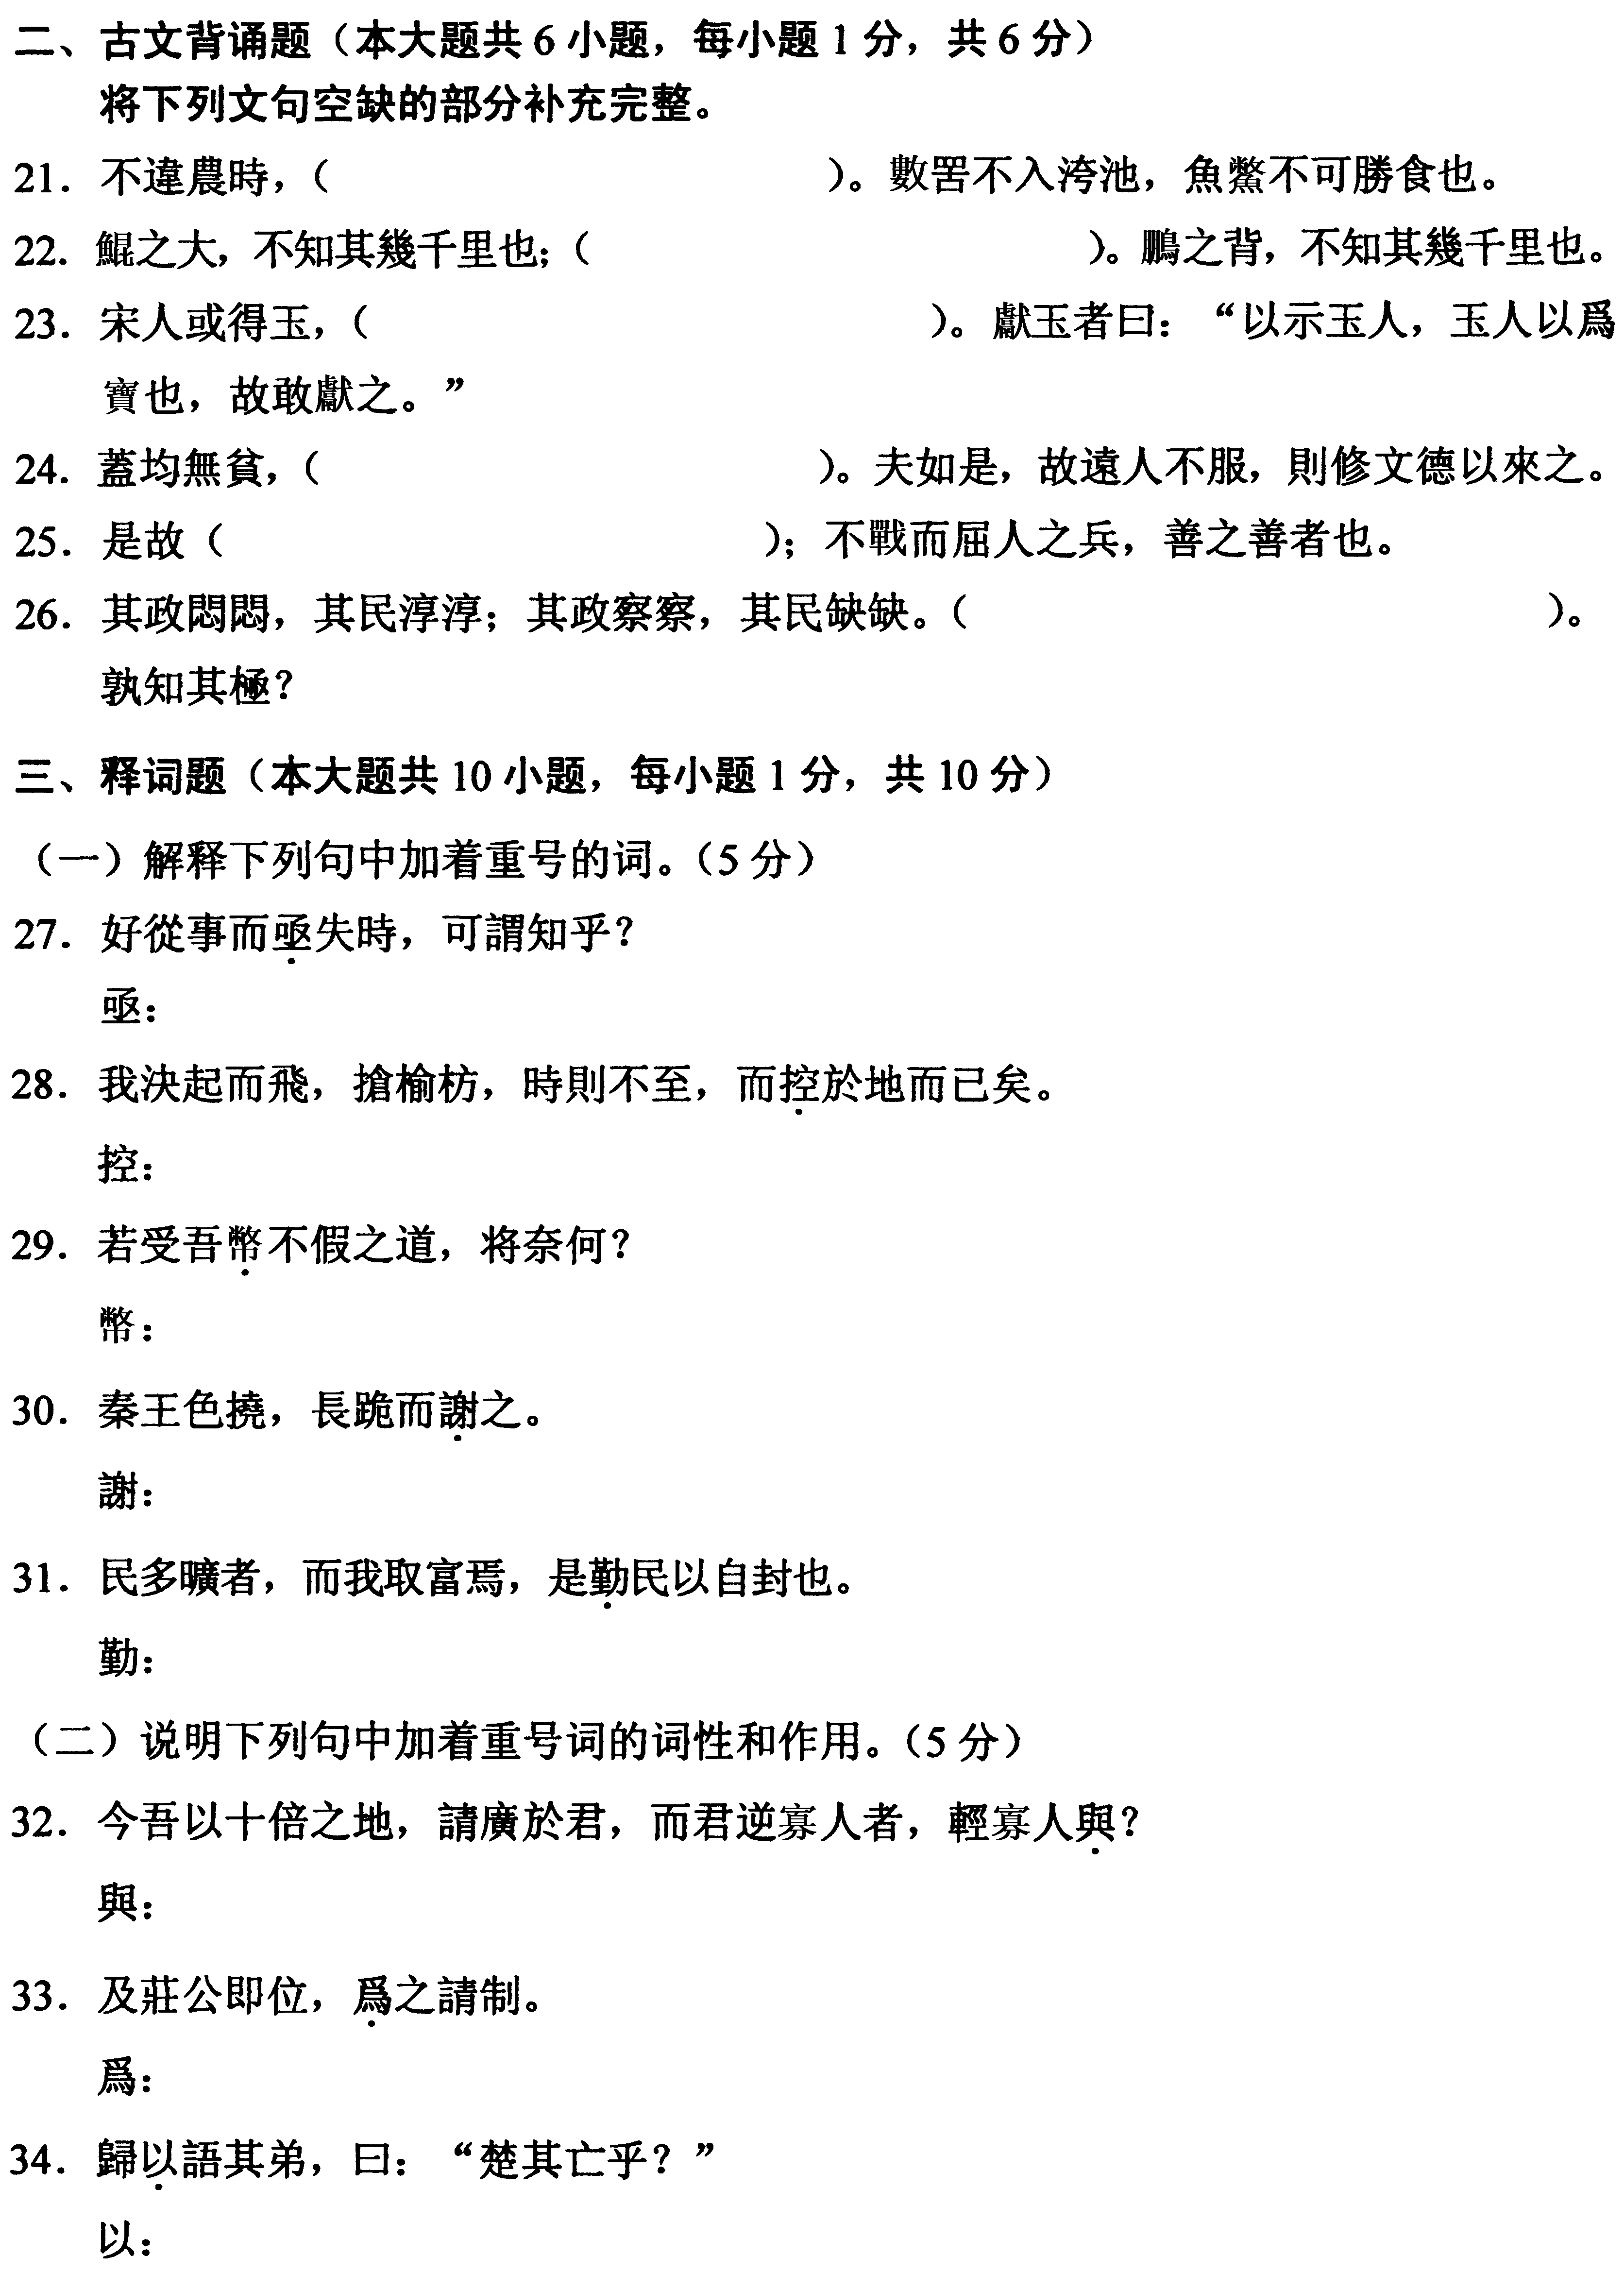 二、古文背诵题（本大题共 6 小题，每小题 1 分，共 6 分）
将下列文句空缺的部分补充完整。
21．不違農時，（　　　　）。數罟不入洿池，魚鱉不可勝食也。
22．鯤之大，不知其幾千里也；（　　　　）。鵬之背，不知其幾千里也。
23．宋人或得玉，（　　　　）。獻玉者曰：“以示玉人，玉人以爲
寶也，故敢獻之。”
24．蓋均無貧，（　　　　）。夫如是，故遠人不服，則修文德以來之。
25．是故（　　　　）；不戰而屈人之兵，善之善者也。
26．其政悶悶，其民淳淳；其政察察，其民缺缺。（　　　　）。
孰知其極？
三、释词题（本大题共 10 小题，每小题 1 分，共 10 分）
（一）解释下列句中加着重号的词。（5 分）
27．好從事而亟失時，可謂知乎？
亟：
28．我決起而飛，搶榆枋，時則不至，而控於地而已矣。
控：
29．若受吾幣不假之道，将奈何？
幣：
30．秦王色撓，長跪而謝之。
謝：
31．民多曠者，而我取富焉，是勤民以自封也。
勤：
（二）说明下列句中加着重号词的词性和作用。（5 分）
32．今吾以十倍之地，請廣於君，而君逆寡人者，輕寡人與？
與：
33．及莊公即位，爲之請制。
爲：
34．歸以語其弟，曰：“楚其亡乎？”
以：